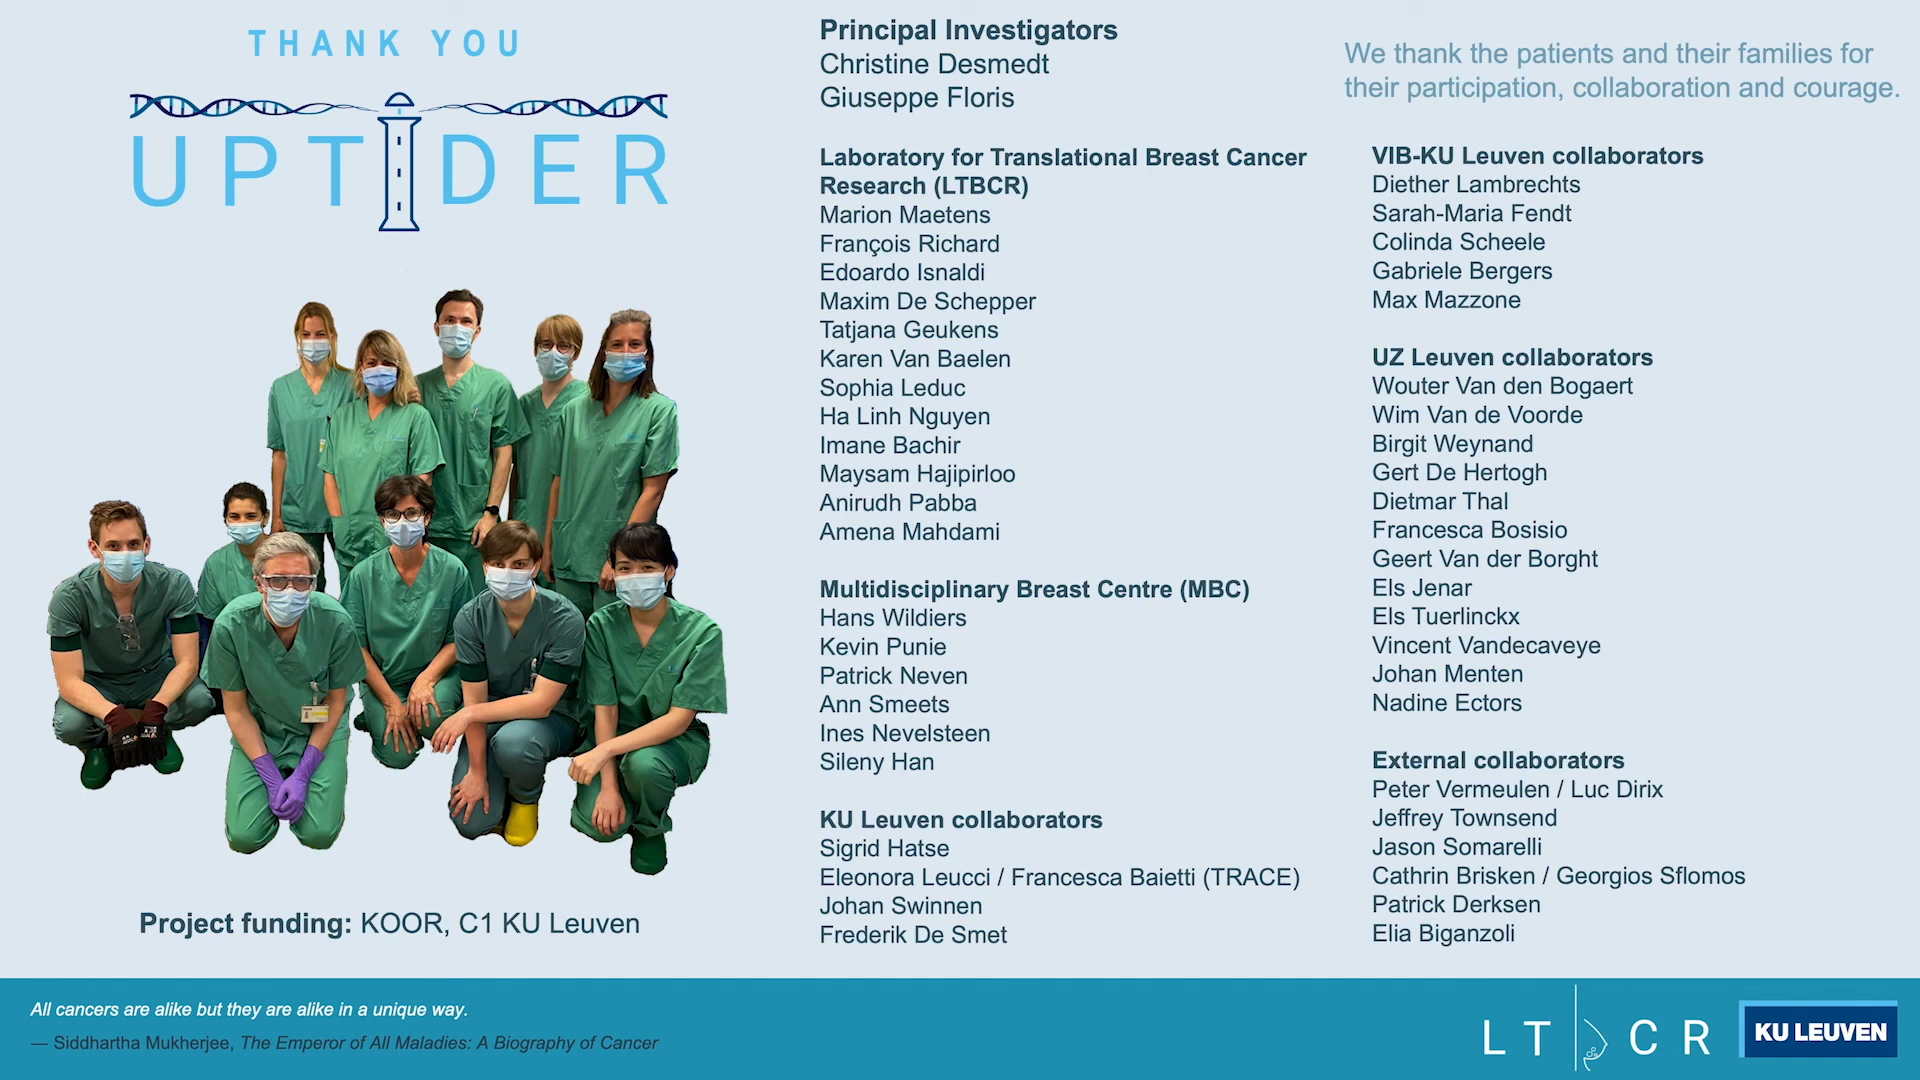 THANK YOU
UPTIDER
Project funding: KOOR, C1 KU Leuven
Principal Investigators
Christine Desmedt
Giuseppe Floris
Laboratory for Translational Breast Cancer
Research (LTBCR)
Marion Maetens
François Richard
Edoardo Isnaldi
Maxim De Schepper
Tatjana Geukens
Karen Van Baelen
Sophia Leduc
Ha Linh Nguyen
Imane Bachir
Maysam Hajipirloo
Anirudh Pabba
Amena Mahdami
Multidisciplinary Breast Centre (MBC)
Hans Wildiers
Kevin Punie
Patrick Neven
Ann Smeets
Ines Nevelsteen
Sileny Han
KU Leuven collaborators
Sigrid Hatse
Eleonora Leucci / Francesca Baietti (TRACE)
Johan Swinnen
Frederik De Smet
We thank the patients and their families for
their participation, collaboration and courage.
VIB-KU Leuven collaborators
Diether Lambrechts
Sarah-Maria Fendt
Colinda Scheele
Gabriele Bergers
Max Mazzone
UZ Leuven collaborators
Wouter Van den Bogaert
Wim Van de Voorde
Birgit Weynand
Gert De Hertogh
Dietmar Thal
Francesca Bosisio
Geert Van der Borght
Els Jenar
Els Tuerlinckx
Vincent Vandecaveye
Johan Menten
Nadine Ectors
External collaborators
Peter Vermeulen / Luc Dirix
Jeffrey Townsend
Jason Somarelli
Cathrin Brisken / Georgios Sflomos
Patrick Derksen
Elia Biganzoli
All cancers are alike but they are alike in a unique way.
— Siddhartha Mukherjee, The Emperor of All Maladies: A Biography of Cancer
LTBCR
KU LEUVEN